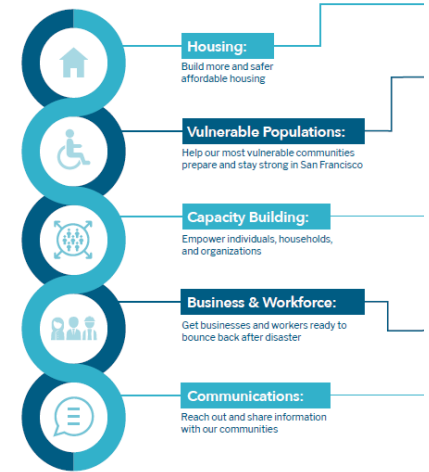 Housing:
Build more and safer
affordable housing
Vulnerable Populations:
Help our most vulnerable communities
prepare and stay strong in San Francisco
Capacity Building:
Empower individuals, households,
and organizations
Business & Workforce:
Get businesses and workers ready to
bounce back after disaster
Communications:
Reach out and share information
with our communities